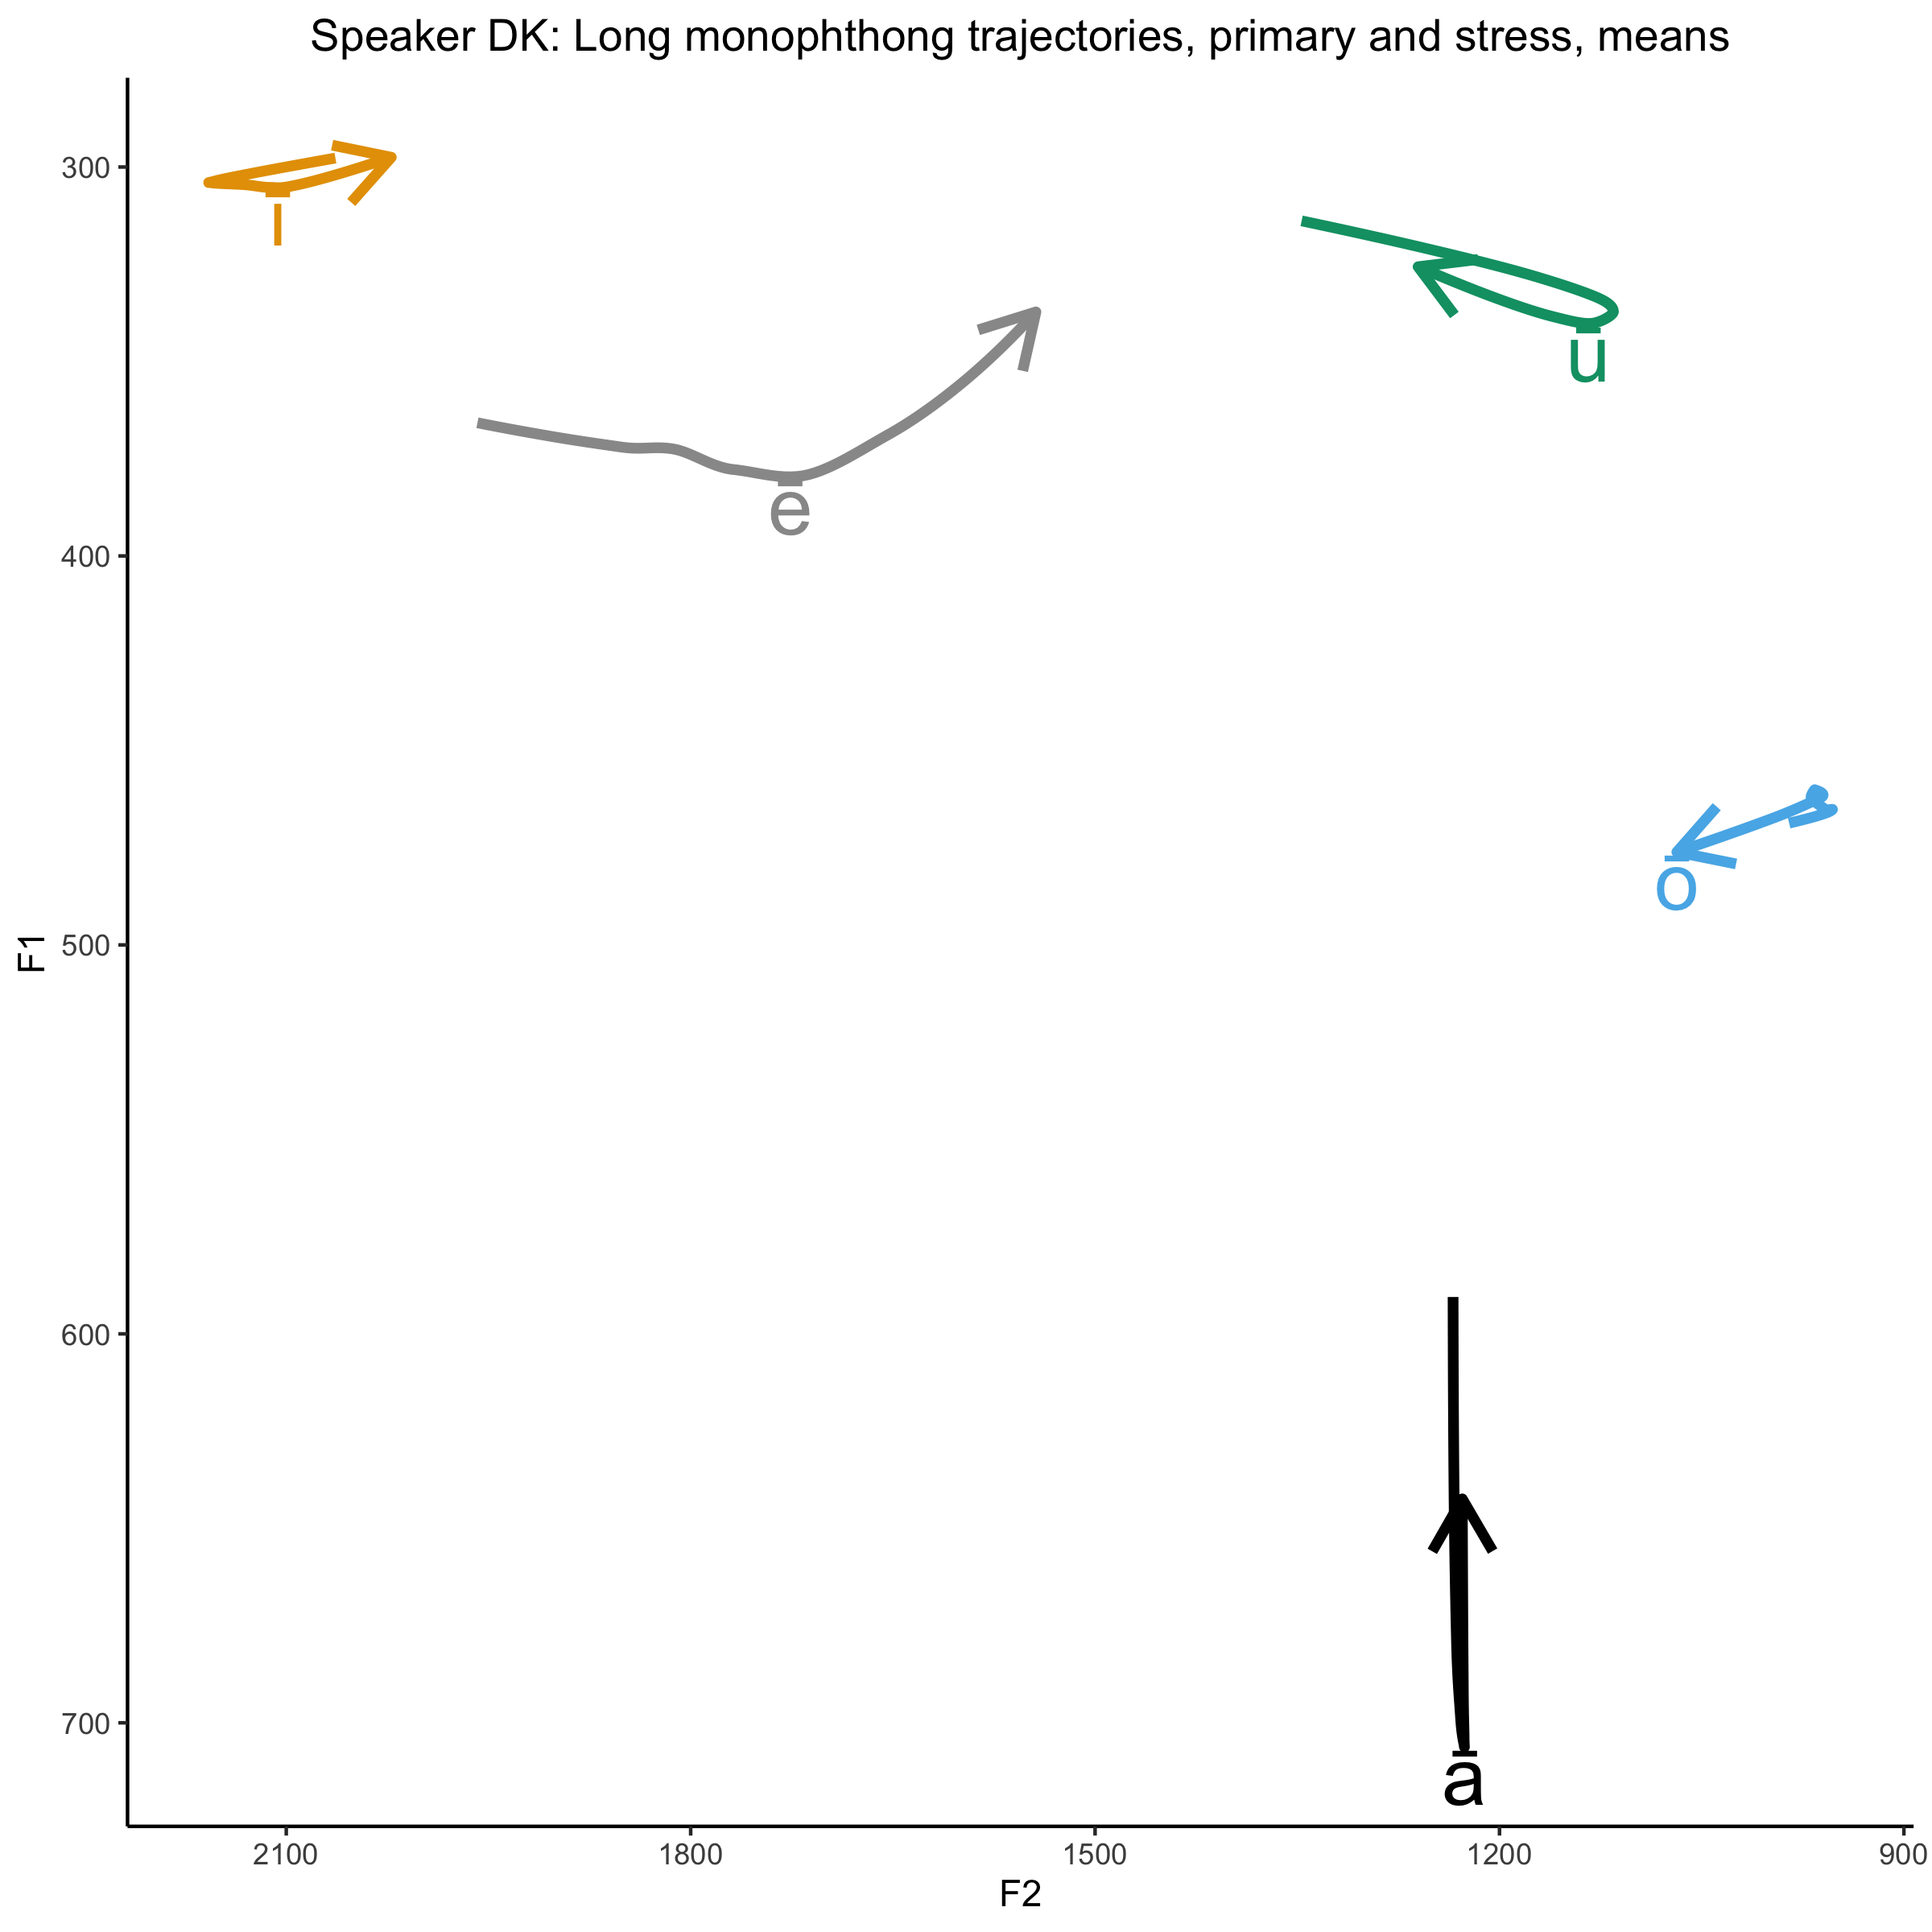 Speaker DK: Long monophthong trajectories, primary and stress, means
300
ī
ū
ē
400
ō
F1
500
600
700
ā
2100
1800
1500
1200
900
F2